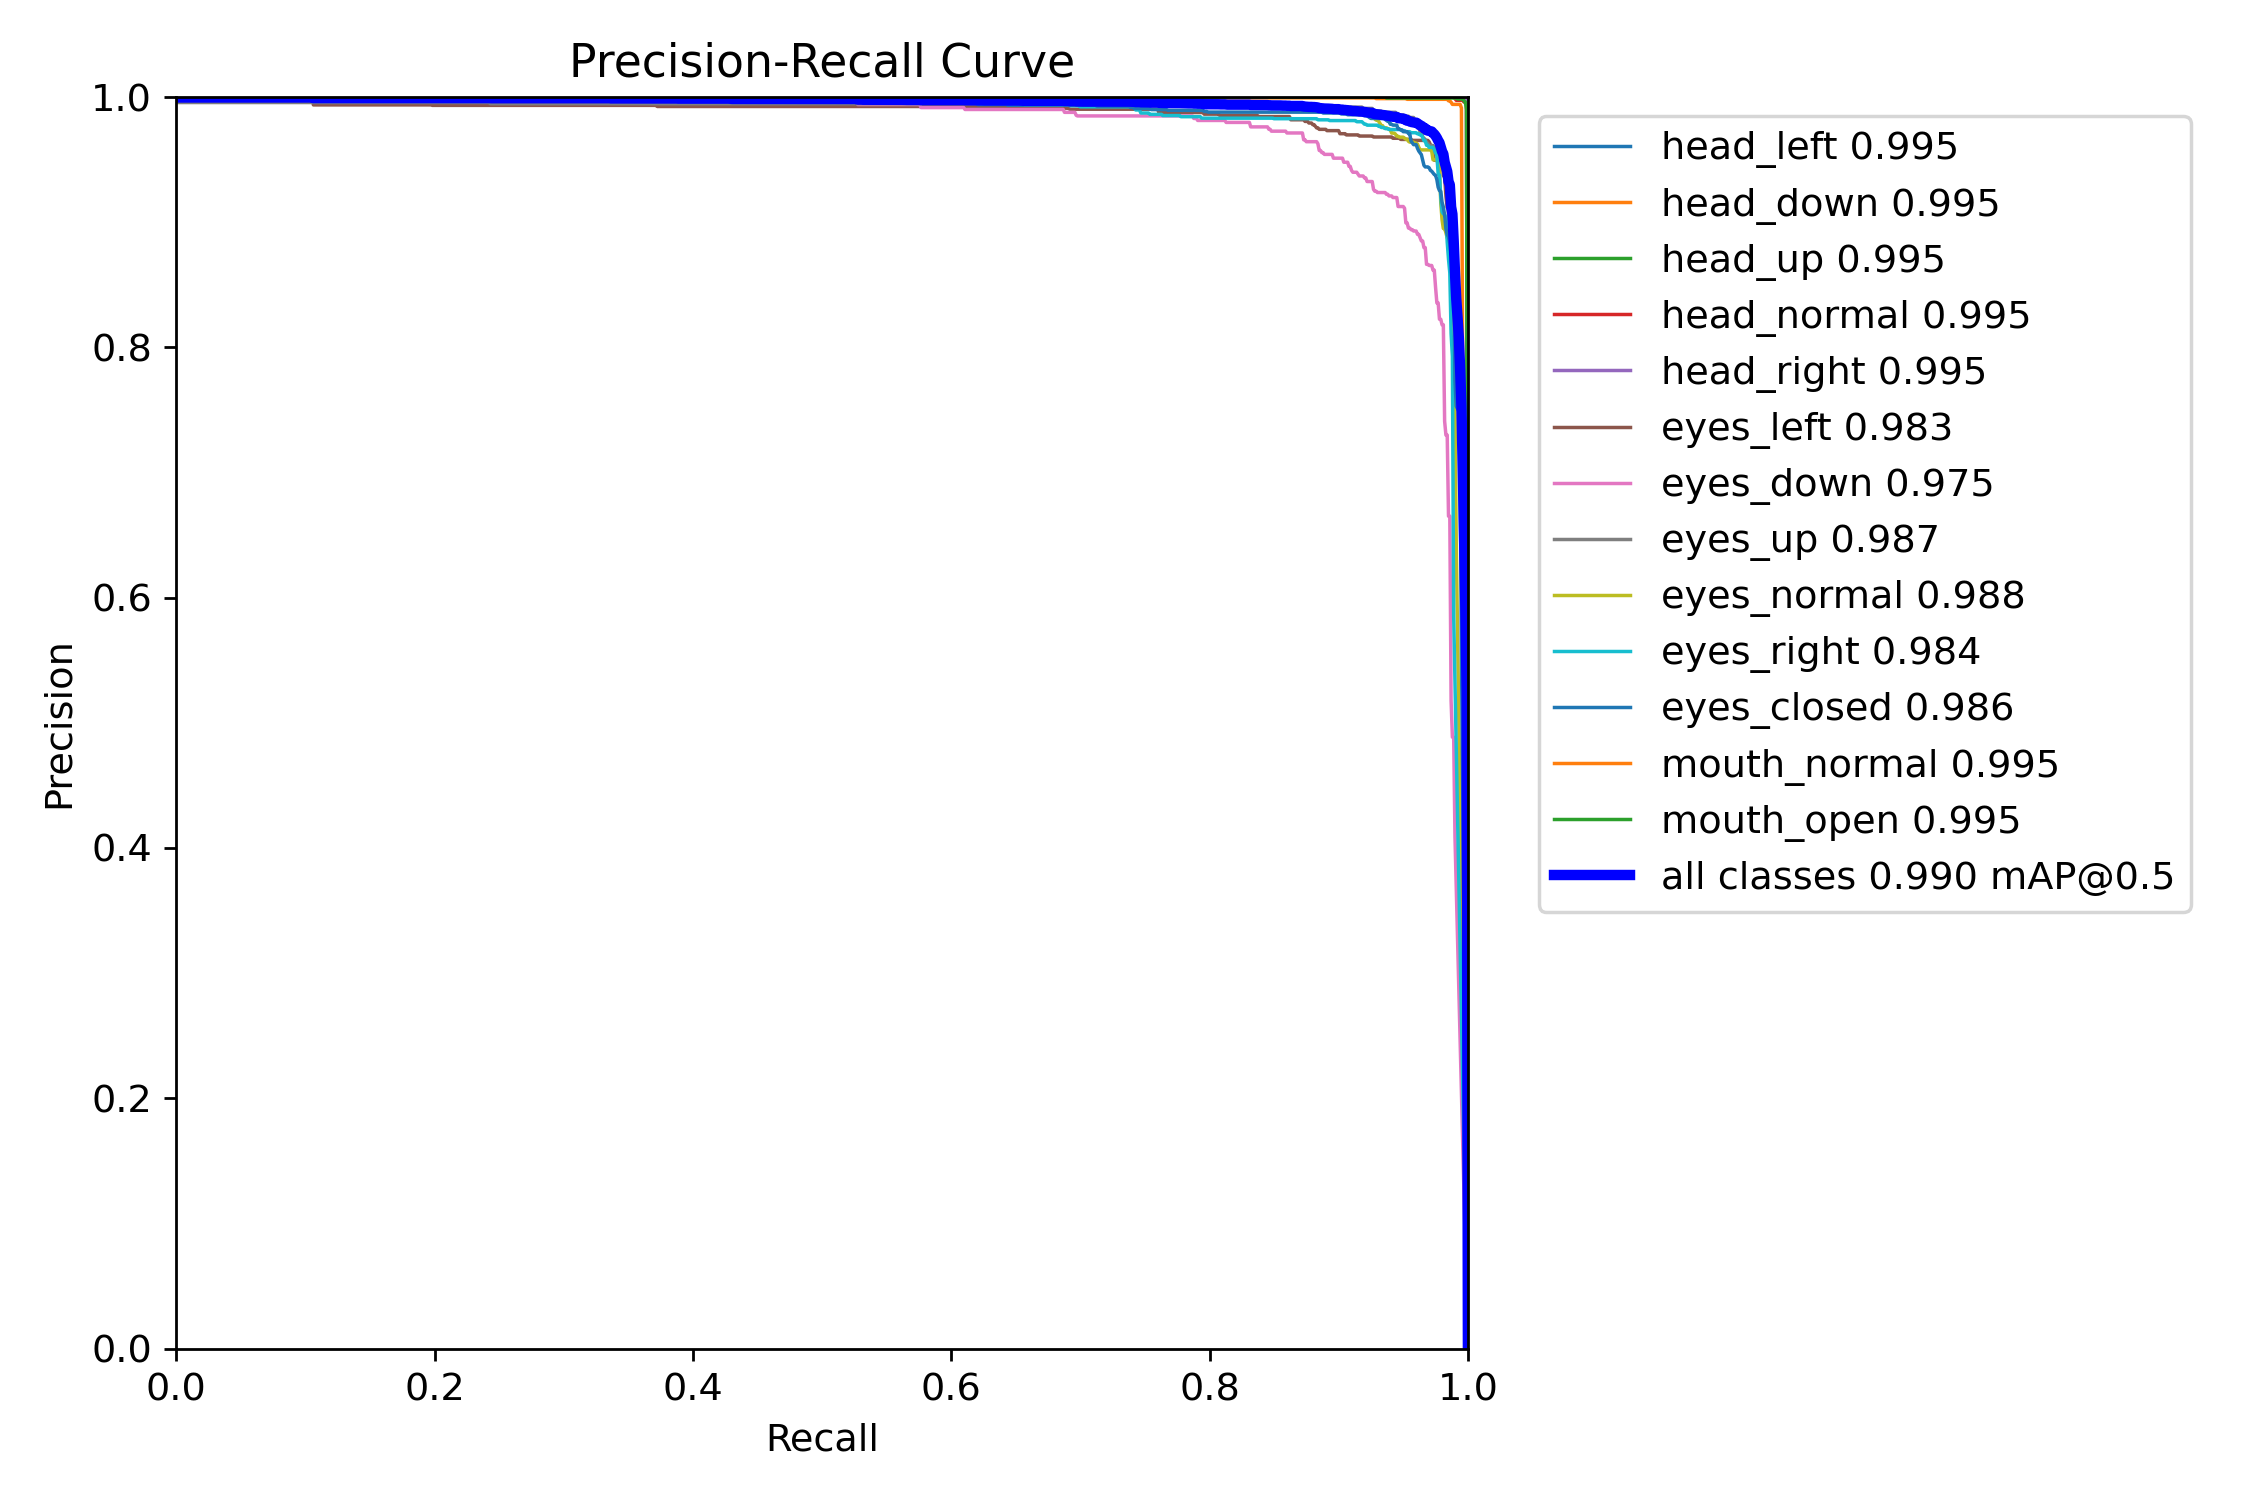 Precision-Recall Curve
1.0
0.8
0.6
0.4
0.2
0.0
Precision
0.0 0.2 0.4 0.6 0.8 1.0
Recall
head_left 0.995
head_down 0.995
head_up 0.995
head_normal 0.995
head_right 0.995
eyes_left 0.983
eyes_down 0.975
eyes_up 0.987
eyes_normal 0.988
eyes_right 0.984
eyes_closed 0.986
mouth_normal 0.995
mouth_open 0.995
all classes 0.990 mAP@0.5